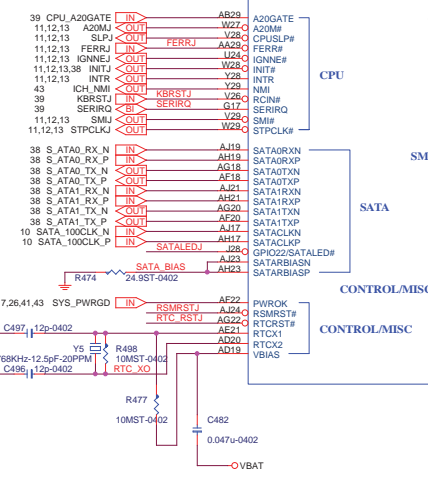 39 CPU_A20GATE IN AB29 A20GATE
11,12,13 A20MJ OUT W27 A20M#
11,12,13 SLPJ OUT V28 CPUSLP#
11,12,13 FERRJ IN FERRJ AA29 FERR#
11,12,13 IGNNEJ OUT U24 IGNNE#
11,12,13,38 INITJ OUT W28 INIT#
11,12,13 INTR OUT Y28 INTR CPU
43 ICH_NMI OUT Y29 NMI
39 KBRSTJ IN KBRSTJ V26 RCIN#
39 SERIRQ BI SERIRQ G17 SERIRQ
11,12,13 SMIJ OUT V29 SMI#
11,12,13 STPCLKJ OUT W29 STPCLK#
38 S_ATA0_RX_N IN AJ19 SATA0RXN
38 S_ATA0_RX_P IN AH19 SATA0RXP SM
38 S_ATA0_TX_N OUT AG18 SATA0TXN
38 S_ATA0_TX_P OUT AF18 SATA0TXP
38 S_ATA1_RX_N IN AJ21 SATA1RXN
38 S_ATA1_RX_P IN AH21 SATA1RXP
38 S_ATA1_TX_N OUT AG20 SATA1TXN SATA
38 S_ATA1_TX_P OUT AF20 SATA1TXP
10 SATA_100CLK_N IN AJ17 SATACLKN
10 SATA_100CLK_P IN AH17 SATACLKP
SATALEDJ J28 GPIO22/SATALED#
AJ23 SATARBIASN
SATA_BIAS AH23 SATARBIASP
R474 24.9ST-0402
CONTROL/MISC
7,26,41,43 SYS_PWRGD IN AF22 PWROK
RSMRSTJ AJ24 RSMRST#
RTC_RSTJ AG22 RTCRST#
C497 12p-0402 AE21 RTCX1 CONTROL/MISC
AD20 RTCX2
Y5 R498 AD19 VBIAS
768KHz-12.5pF-20PPM 10MST-0402
C496 12p-0402 RTC_XO
R477
10MST-0402 C482
0.047u-0402
VBAT